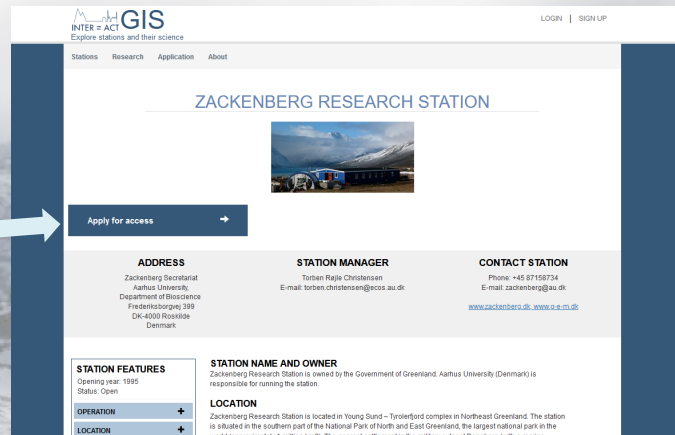 INTERACT GIS
Explore stations and their science
LOGIN | SIGN UP
Stations Research Application About
ZACKENBERG RESEARCH STATION
Apply for access
ADDRESS
Zackenberg Secretariat
Aarhus University,
Department of Bioscience
Frederiksborgvej 399
DK-4000 Roskilde
Denmark
STATION MANAGER
Torben Røjle Christensen
E-mail: torben.christensen@ecos.au.dk
CONTACT STATION
Phone: +45 87158734
E-mail: zackenberg@au.dk
www.zackenberg.dk, www.g-e-m.dk
STATION FEATURES
Opening year: 1995
Status: Open
OPERATION +
LOCATION +
STATION NAME AND OWNER
Zackenberg Research Station is owned by the Government of Greenland. Aarhus University (Denmark) is
responsible for running the station.
LOCATION
Zackenberg Research Station is located in Young Sund – Tyrolerfjord complex in Northeast Greenland. The station
is situated in the southern part of the National Park of North and East Greenland, the largest national park in the